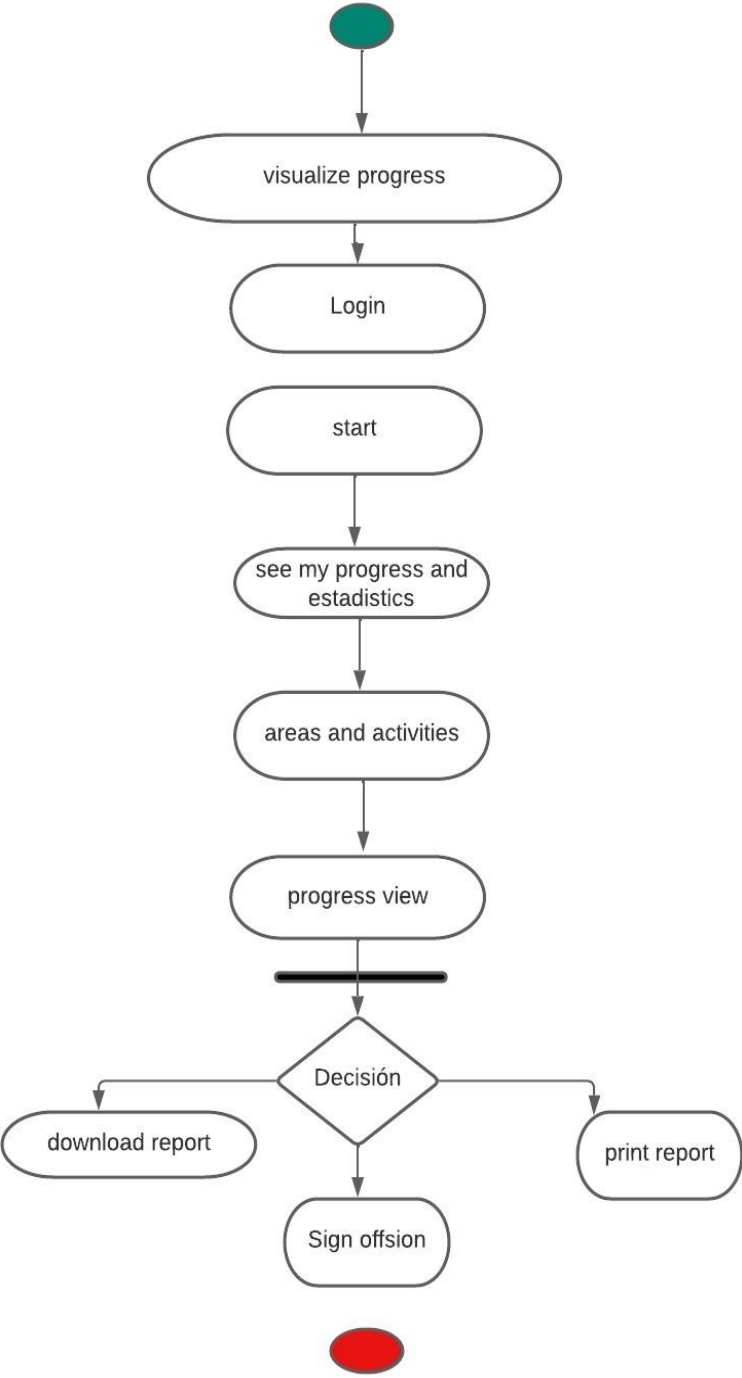 visualize progress
Login
start
see my progress and
estadistics
areas and activities
progress view
Decisión
download report
print report
Sign offsion